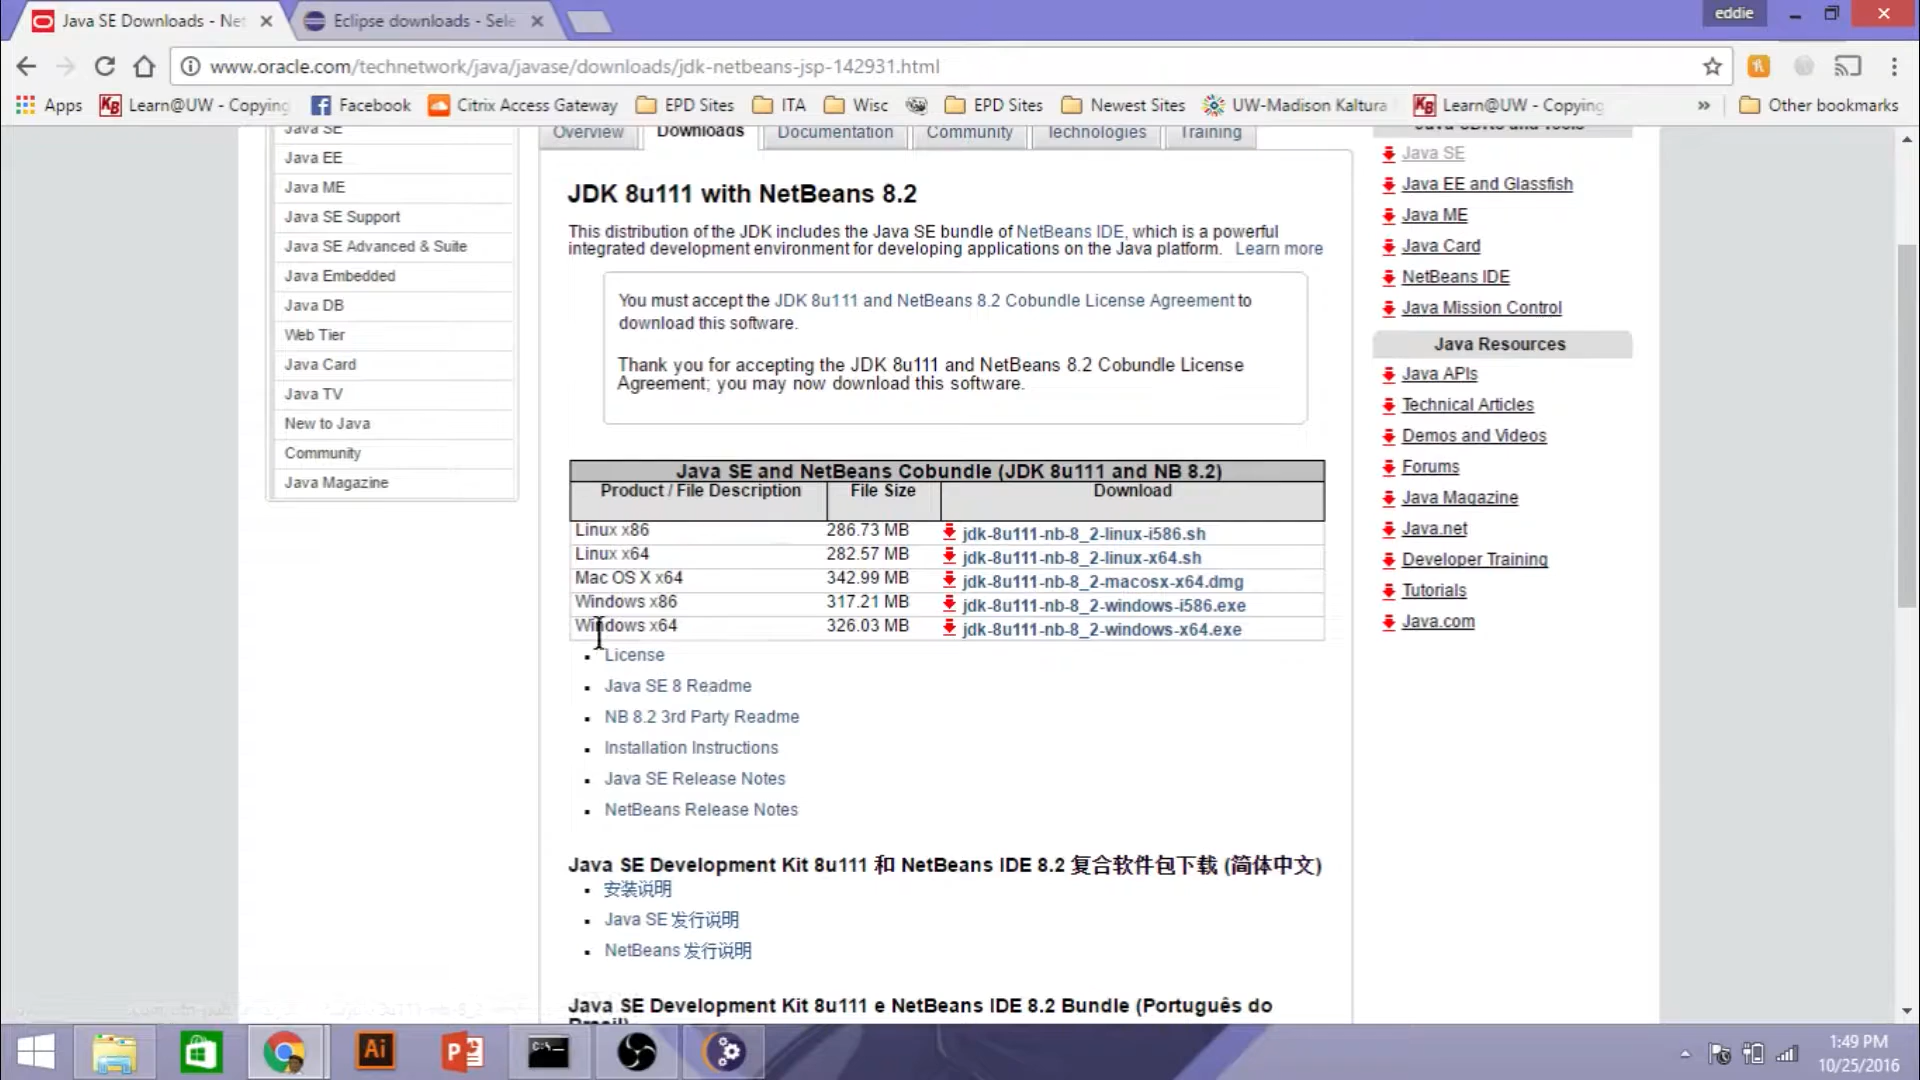 Java SE Downloads - Net
Eclipse downloads - Sele
eddie
www.oracle.com/technetwork/java/javase/downloads/jdk-netbeans-jsp-142931.html
Apps
Learn@UW - Copying
Facebook
Citrix Access Gateway
EPD Sites
ITA
Wisc
EPD Sites
Newest Sites
UW-Madison Kaltura
Learn@UW - Copying
»
Other bookmarks
Java SE
Java EE
Java ME
Java SE Support
Java SE Advanced & Suite
Java Embedded
Java DB
Web Tier
Java Card
Java TV
New to Java
Community
Java Magazine
Overview
Downloads
Documentation
Community
Technologies
Training
JDK 8u111 with NetBeans 8.2
This distribution of the JDK includes the Java SE bundle of NetBeans IDE, which is a powerful
integrated development environment for developing applications on the Java platform. Learn more
You must accept the JDK 8u111 and NetBeans 8.2 Cobundle License Agreement to
download this software.
Thank you for accepting the JDK 8u111 and NetBeans 8.2 Cobundle License
Agreement; you may now download this software.
Java SE and NetBeans Cobundle (JDK 8u111 and NB 8.2)
Product / File Description File Size Download
Linux x86 286.73 MB jdk-8u111-nb-8_2-linux-i586.sh
Linux x64 282.57 MB jdk-8u111-nb-8_2-linux-x64.sh
Mac OS X x64 342.99 MB jdk-8u111-nb-8_2-macosx-x64.dmg
Windows x86 317.21 MB jdk-8u111-nb-8_2-windows-i586.exe
Windows x64 326.03 MB jdk-8u111-nb-8_2-windows-x64.exe
License
Java SE 8 Readme
NB 8.2 3rd Party Readme
Installation Instructions
Java SE Release Notes
NetBeans Release Notes
Java SE Development Kit 8u111 和 NetBeans IDE 8.2 复合软件包下载 (简体中文)
安装说明
Java SE 发行说明
NetBeans 发行说明
Java SE Development Kit 8u111 e NetBeans IDE 8.2 Bundle (Português do
Brasil)
Java SDKs and Tools
Java SE
Java EE and Glassfish
Java ME
Java Card
NetBeans IDE
Java Mission Control
Java Resources
Java APIs
Technical Articles
Demos and Videos
Forums
Java Magazine
Java.net
Developer Training
Tutorials
Java.com
Ai
1:49 PM
10/25/2016